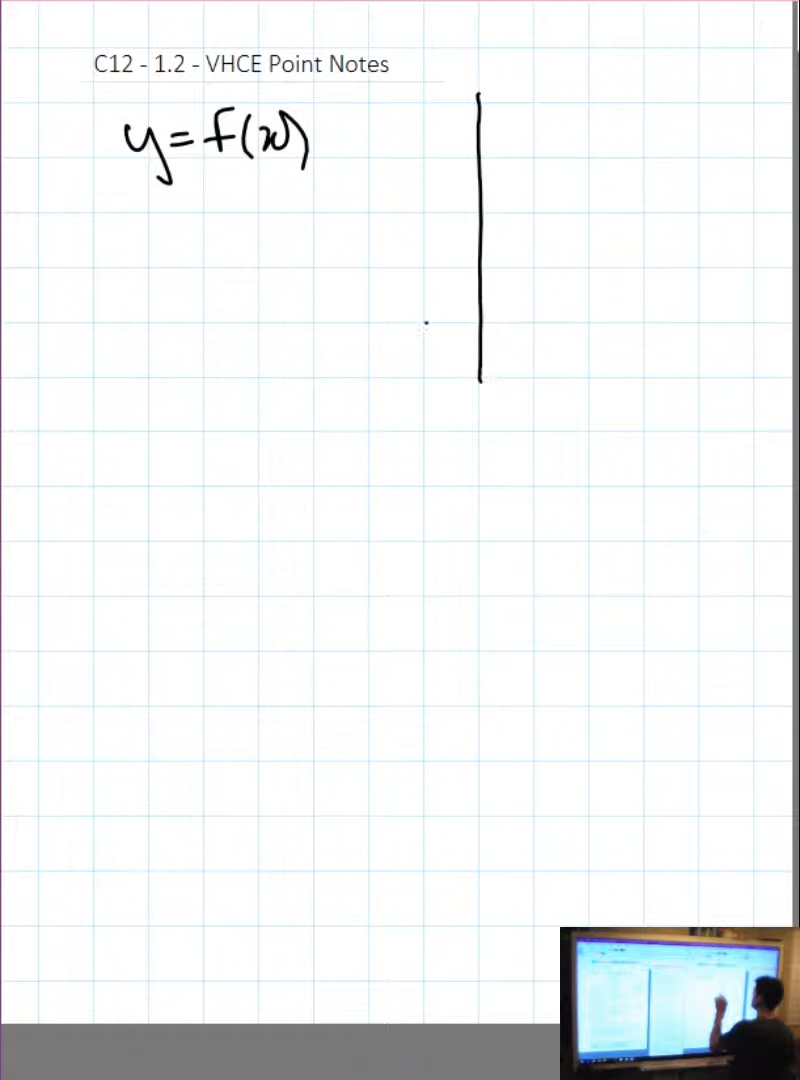 C12 - 1.2 - VHCE Point Notes
y = f(x)